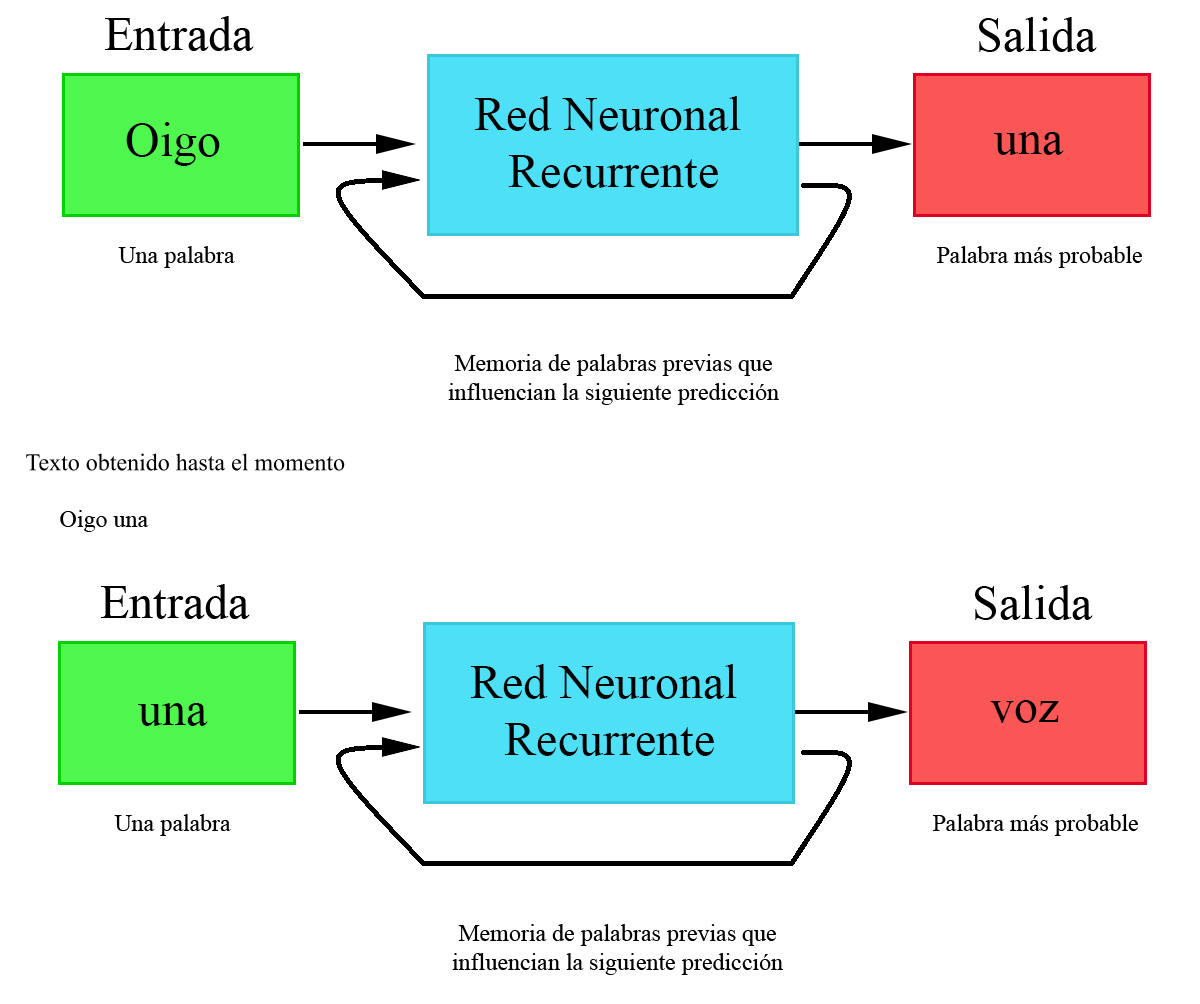 Entrada
Salida
Oigo
Red Neuronal
Recurrente
una
Una palabra
Palabra más probable
Memoria de palabras previas que
influencian la siguiente predicción
Texto obtenido hasta el momento
Oigo una
Entrada
Salida
una
Red Neuronal
Recurrente
voz
Una palabra
Palabra más probable
Memoria de palabras previas que
influencian la siguiente predicción